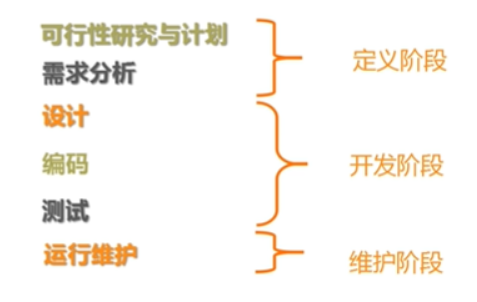 可行性研究与计划
需求分析
定义阶段
设计
编码
测试
开发阶段
运行维护
维护阶段